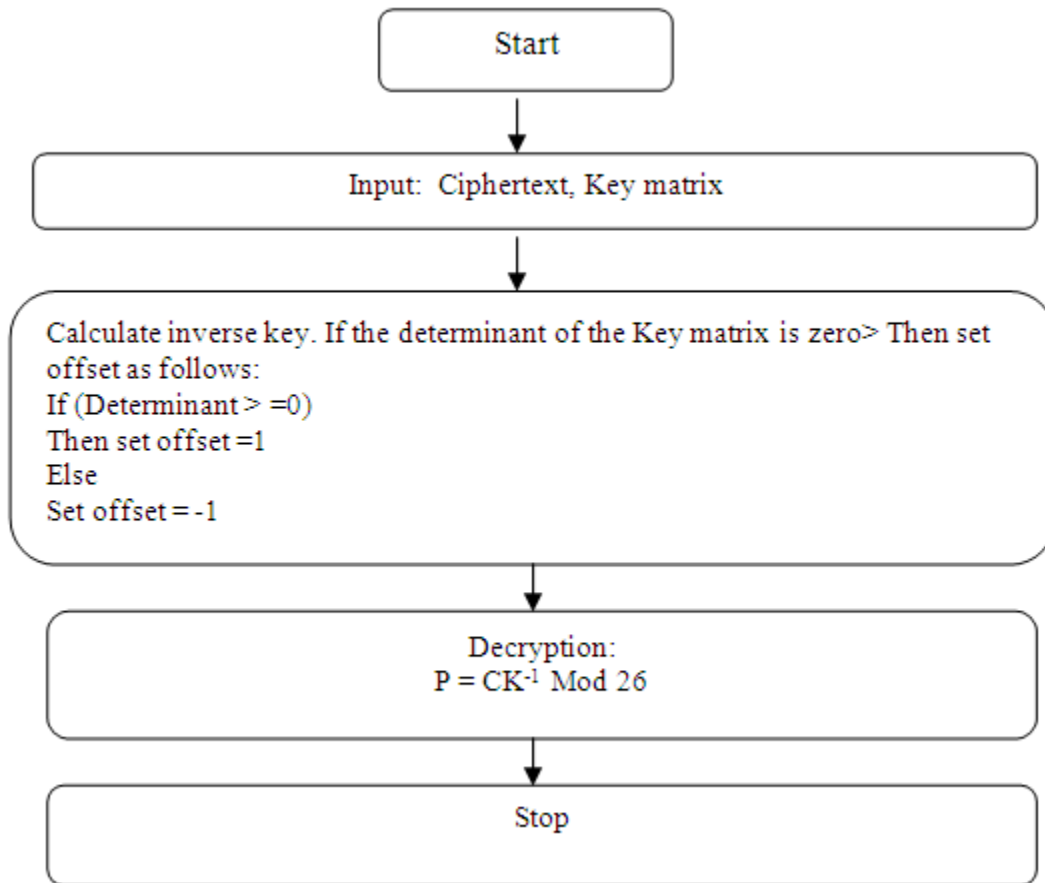 Start
Input: Ciphertext, Key matrix
Calculate inverse key. If the determinant of the Key matrix is zero> Then set
offset as follows:
If (Determinant > =0)
Then set offset =1
Else
Set offset = -1
Decryption:
P = CK⁻¹ Mod 26
Stop